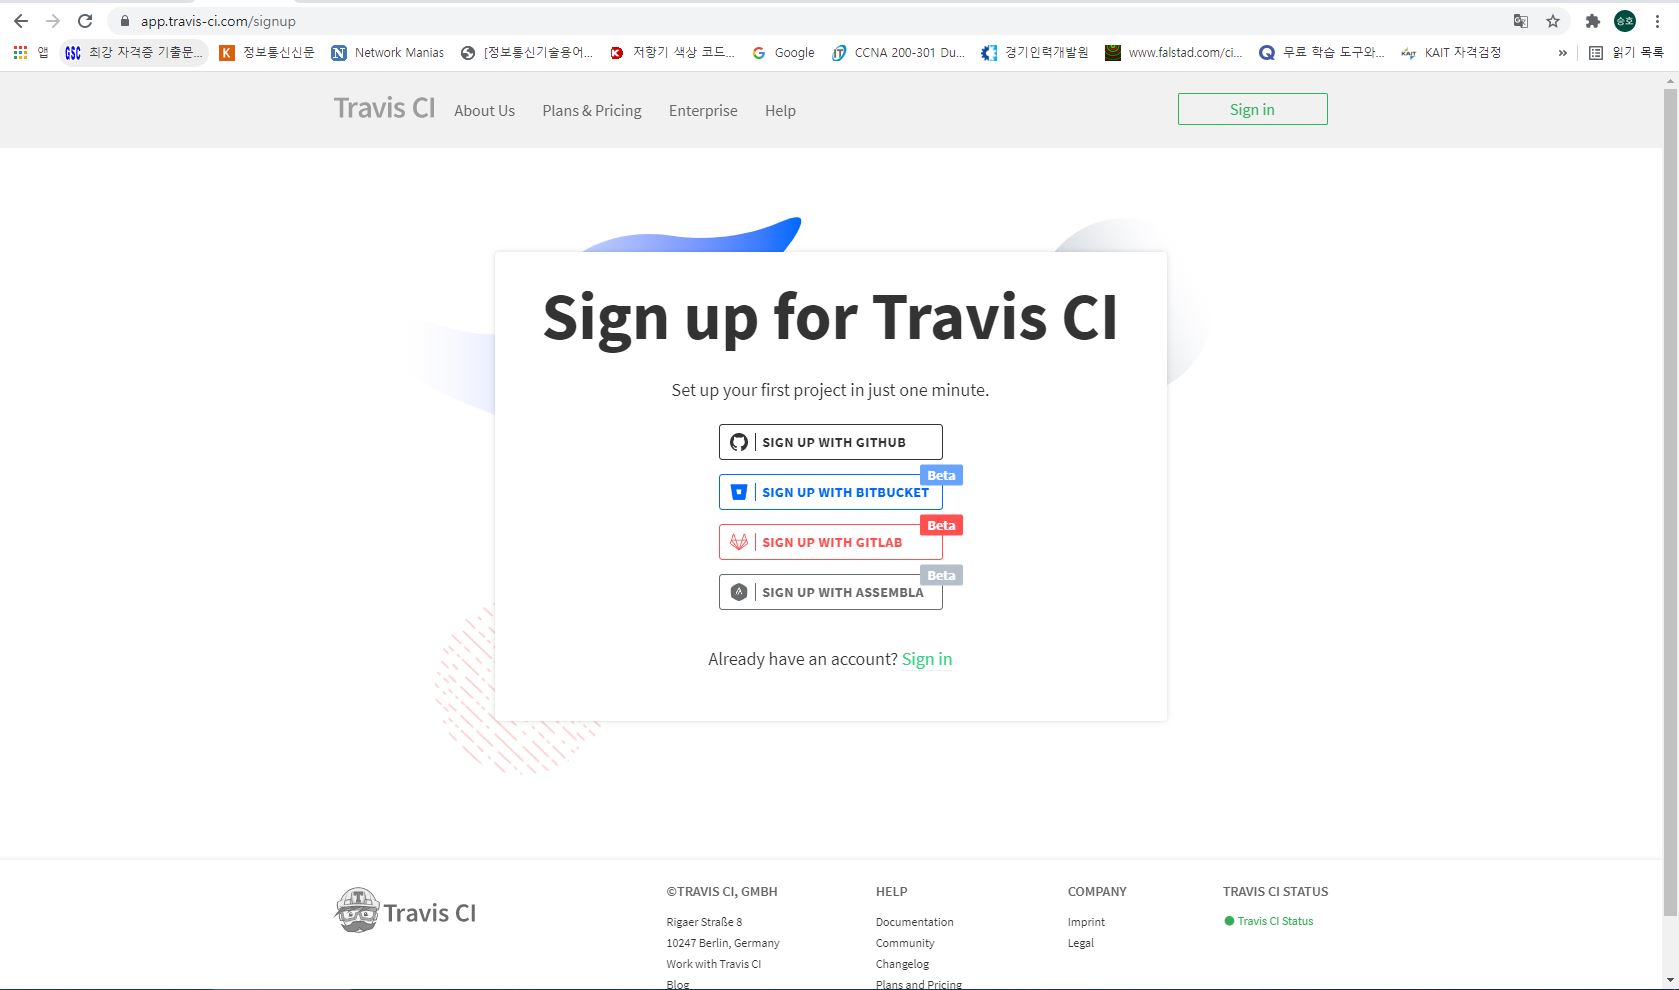 app.travis-ci.com/signup
승호
앱
GSC 최강 자격증 기출문...
K 정보통신신문
N Network Manias
[정보통신기술용어...
저항기 색상 코드...
G Google
IT CCNA 200-301 Du...
경기인력개발원
www.falstad.com/ci...
Q 무료 학습 도구와...
KAIT KAIT 자격검정
»
읽기 목록
Travis CI
About Us
Plans & Pricing
Enterprise
Help
Sign in
Sign up for Travis CI
Set up your first project in just one minute.
SIGN UP WITH GITHUB
Beta
SIGN UP WITH BITBUCKET
Beta
SIGN UP WITH GITLAB
Beta
SIGN UP WITH ASSEMBLA
Already have an account? Sign in
Travis CI
©TRAVIS CI, GMBH
Rigaer Straße 8
10247 Berlin, Germany
Work with Travis CI
Blog
HELP
Documentation
Community
Changelog
Plans and Pricing
COMPANY
Imprint
Legal
TRAVIS CI STATUS
Travis CI Status